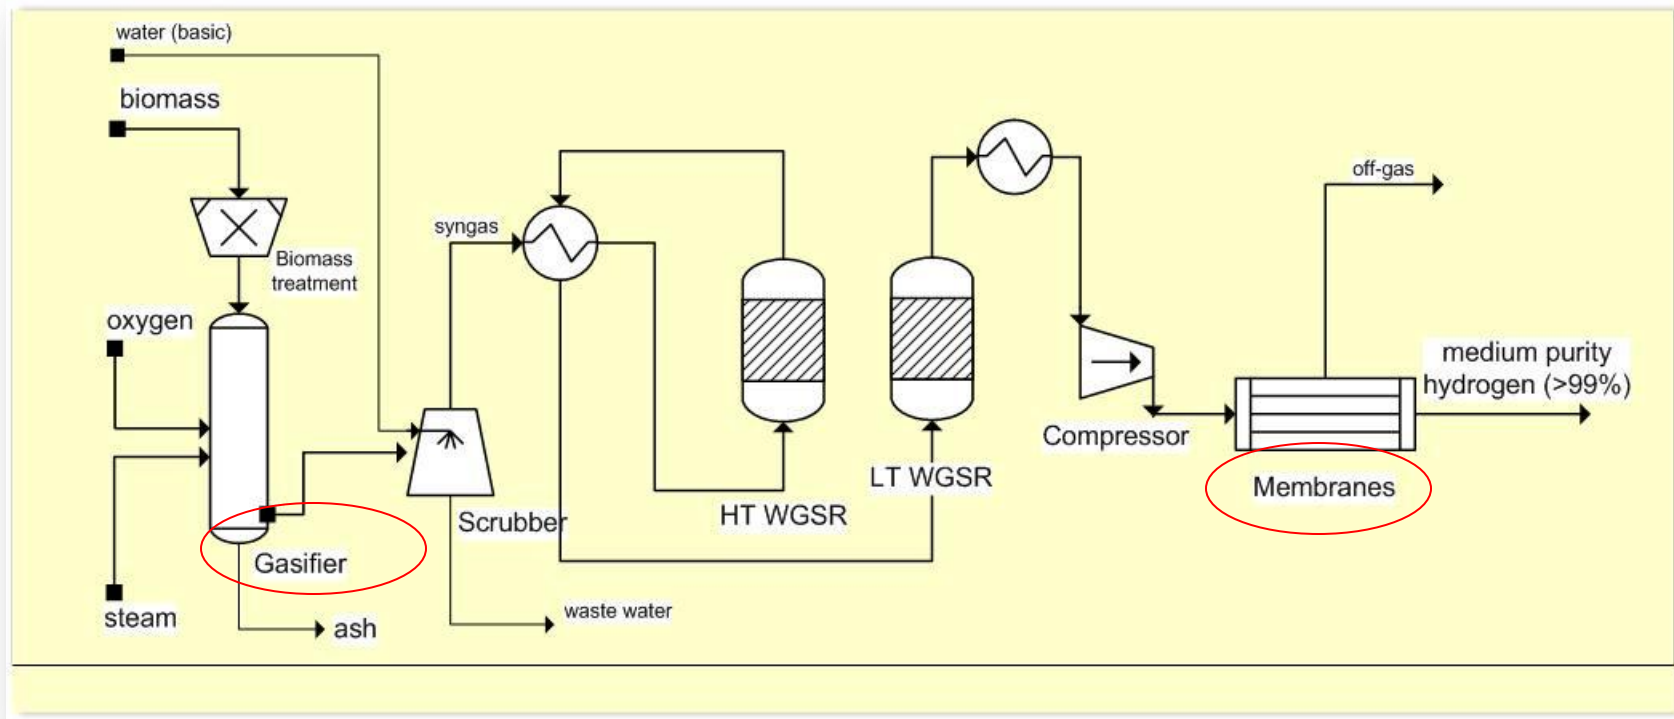 water (basic)
biomass
Biomass
treatment
oxygen
steam
Gasifier
ash
syngas
Scrubber
waste water
HT WGSR
LT WGSR
Compressor
off-gas
medium purity
hydrogen (>99%)
Membranes